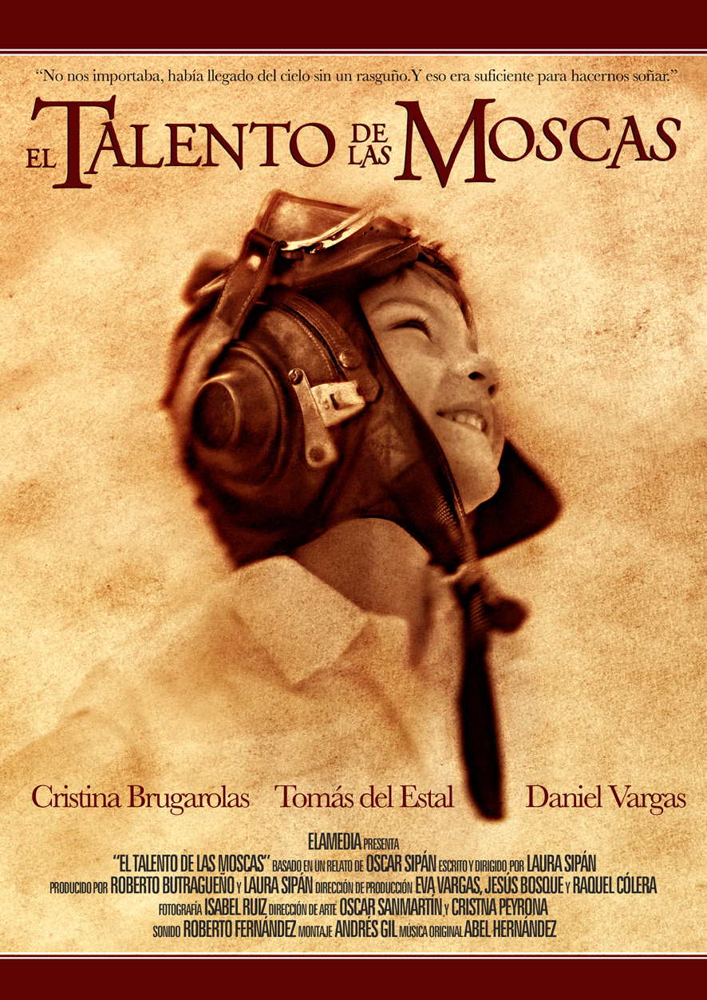 “No nos importaba, había llegado del cielo sin un rasguño.Y eso era suficiente para hacernos soñar.”
EL TALENTO DE LAS MOSCAS
Cristina Brugarolas Tomás del Estal Daniel Vargas
ELAMEDIA PRESENTA
“EL TALENTO DE LAS MOSCAS” BASADO EN UN RELATO DE OSCAR SIPÁN ESCRITO Y DIRIGIDO POR LAURA SIPÁN
PRODUCIDO POR ROBERTO BUTRAGUEÑO Y LAURA SIPÁN DIRECCIÓN DE PRODUCCIÓN EVA VARGAS, JESÚS BOSQUE Y RAQUEL CÓLERA
FOTOGRAFÍA ISABEL RUIZ DIRECCIÓN DE ARTE OSCAR SANMARTÍN Y CRISTNA PEYRONA
SONIDO ROBERTO FERNÁNDEZ MONTAJE ANDRÉS GIL MÚSICA ORIGINAL ABEL HERNÁNDEZ